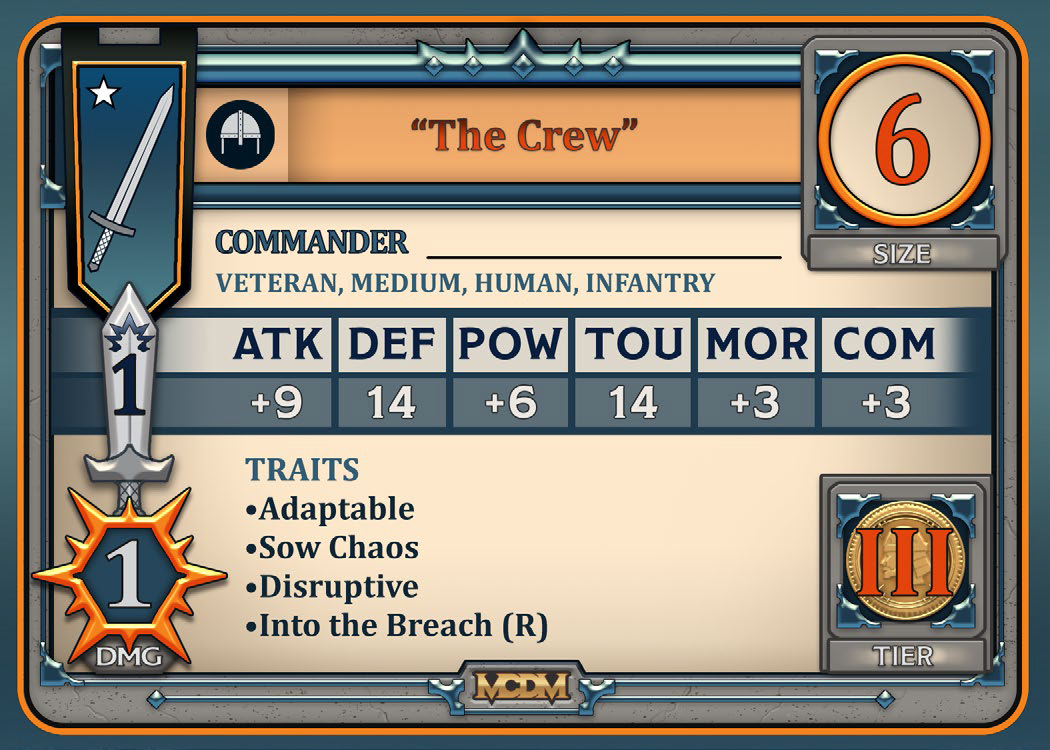 “The Crew”
6
SIZE
COMMANDER
VETERAN, MEDIUM, HUMAN, INFANTRY
ATK DEF POW TOU MOR COM
1
+9 14 +6 14 +3 +3
TRAITS
•Adaptable
•Sow Chaos
•Disruptive
•Into the Breach (R)
1
DMG
III
TIER
MCDM